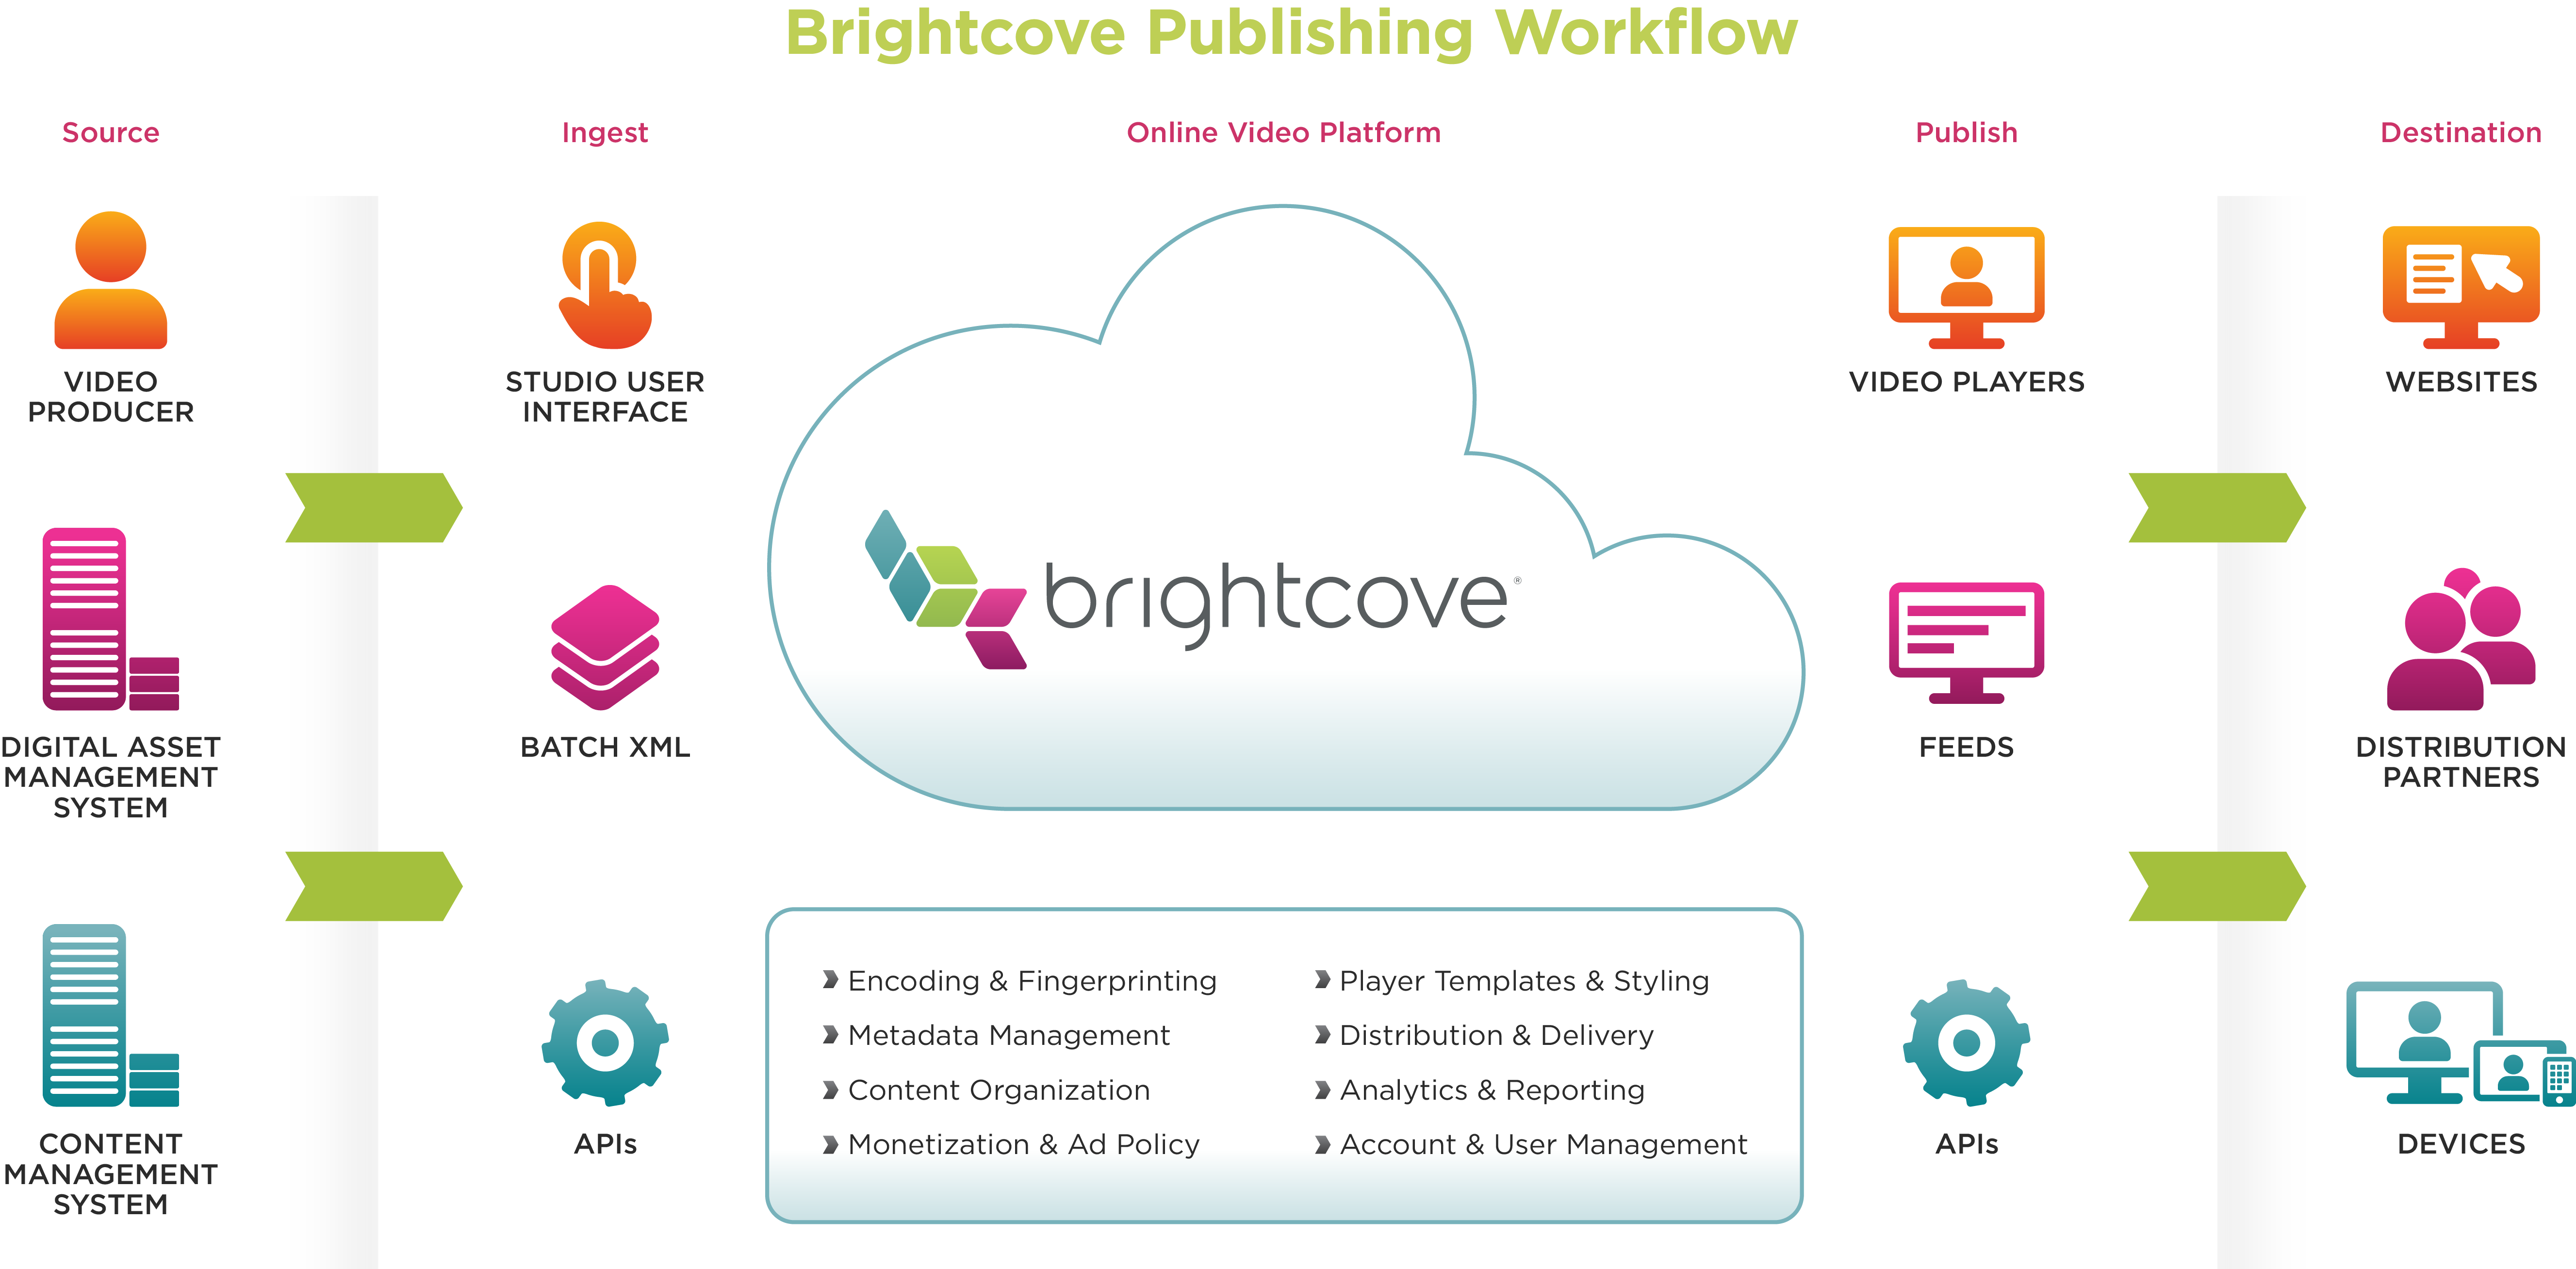 Brightcove Publishing Workflow
Source
Ingest
Online Video Platform
Publish
Destination
VIDEO
PRODUCER
STUDIO USER
INTERFACE
VIDEO PLAYERS
WEBSITES
brightcove®
DIGITAL ASSET
MANAGEMENT
SYSTEM
BATCH XML
FEEDS
DISTRIBUTION
PARTNERS
Encoding & Fingerprinting
Metadata Management
Content Organization
Monetization & Ad Policy
Player Templates & Styling
Distribution & Delivery
Analytics & Reporting
Account & User Management
CONTENT
MANAGEMENT
SYSTEM
APIs
APIs
DEVICES